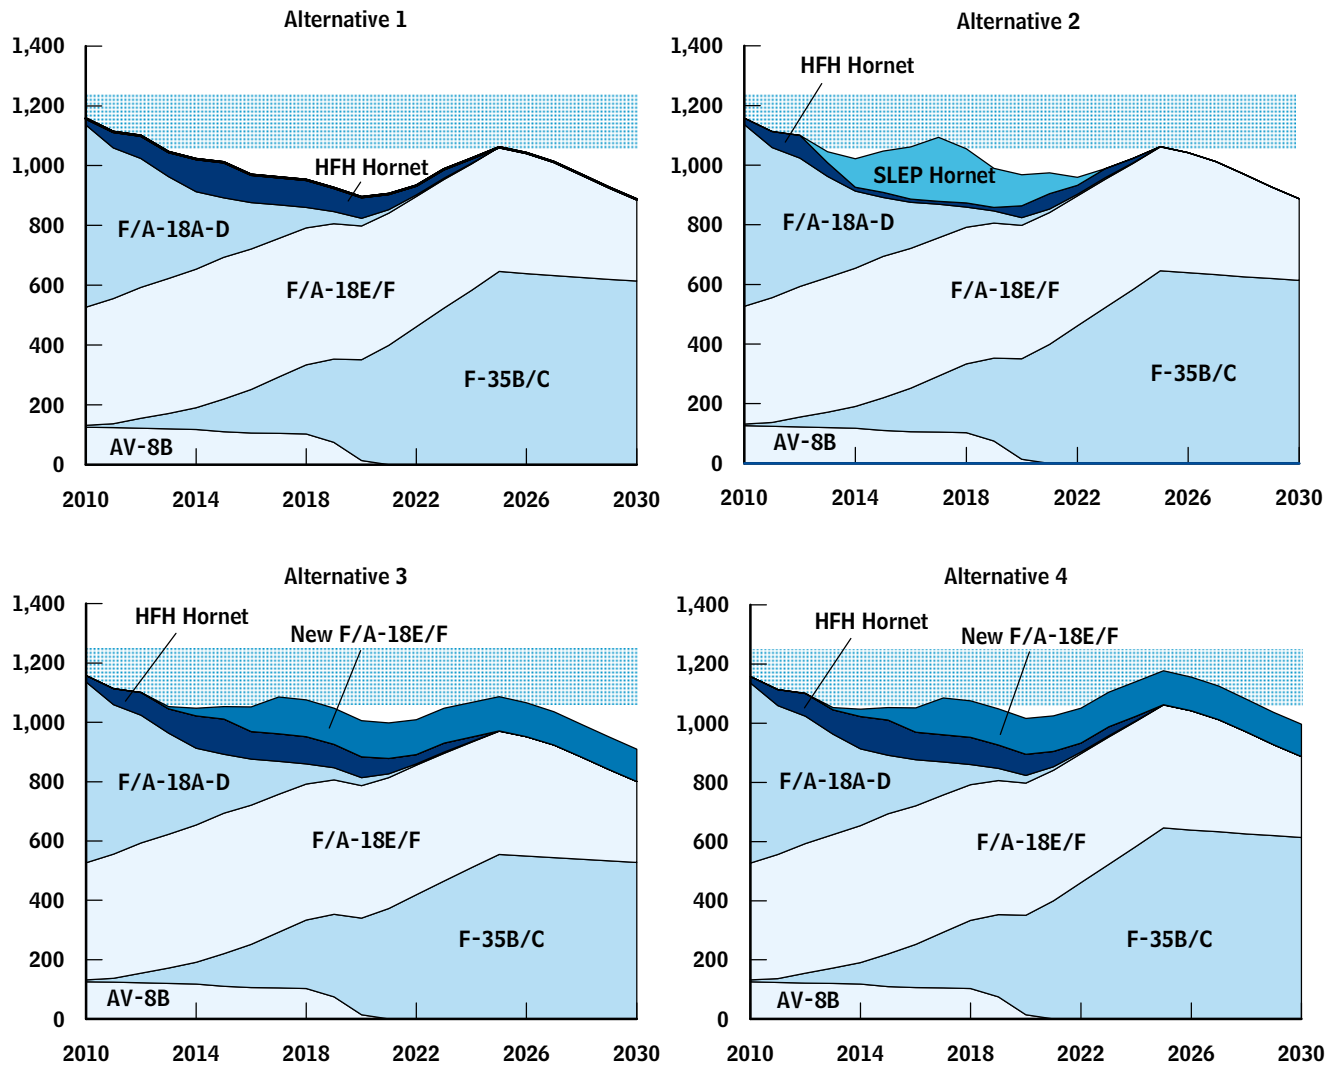 Alternative 1
1,400
1,200
1,000
800
600
400
200
0
HFH Hornet
F/A-18A-D
F/A-18E/F
F-35B/C
AV-8B
2010 2014 2018 2022 2026 2030
Alternative 2
1,400
1,200
1,000
800
600
400
200
0
HFH Hornet
SLEP Hornet
F/A-18A-D
F/A-18E/F
F-35B/C
AV-8B
2010 2014 2018 2022 2026 2030
Alternative 3
1,400
1,200
1,000
800
600
400
200
0
HFH Hornet
New F/A-18E/F
F/A-18A-D
F/A-18E/F
F-35B/C
AV-8B
2010 2014 2018 2022 2026 2030
Alternative 4
1,400
1,200
1,000
800
600
400
200
0
HFH Hornet
New F/A-18E/F
F/A-18A-D
F/A-18E/F
F-35B/C
AV-8B
2010 2014 2018 2022 2026 2030